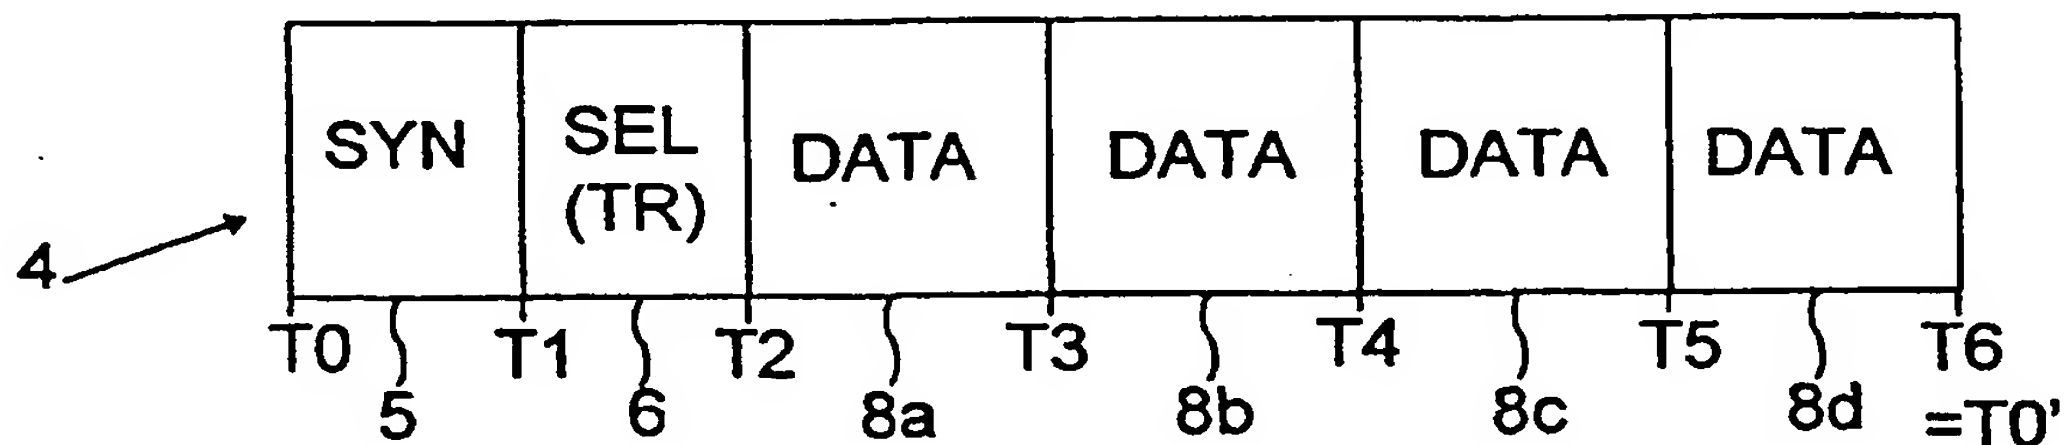 SYN SEL (TR) DATA DATA DATA DATA
4
T0 T1 T2 T3 T4 T5 T6 =T0'
5 6 8a 8b 8c 8d